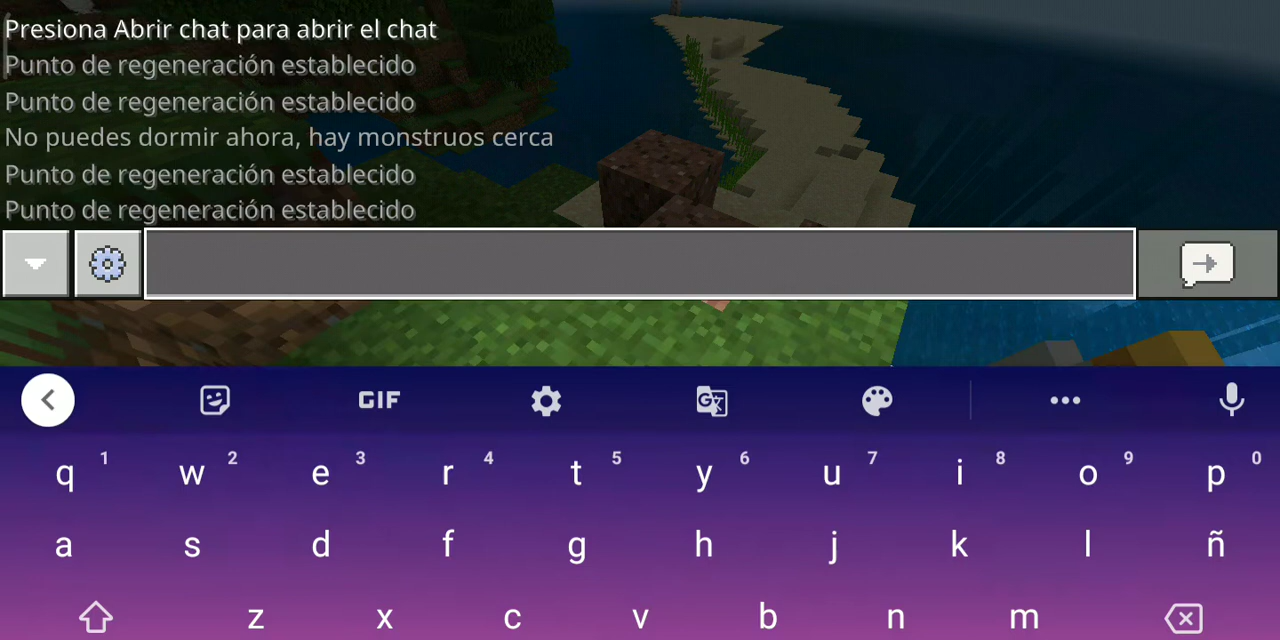 Presiona Abrir chat para abrir el chat
Punto de regeneración establecido
Punto de regeneración establecido
No puedes dormir ahora, hay monstruos cerca
Punto de regeneración establecido
Punto de regeneración establecido
GIF G
q 1 w 2 e 3 r 4 t 5 y 6 u 7 i 8 o 9 p 0
a s d f g h j k l ñ
z x c v b n m